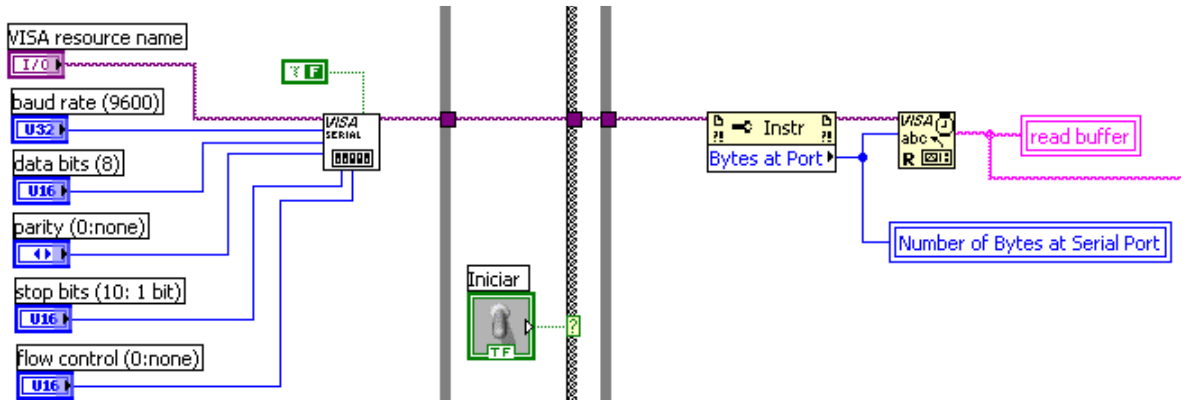 VISA resource name
I/O
baud rate (9600)
U32
data bits (8)
U16
parity (0:none)
stop bits (10: 1 bit)
U16
flow control (0:none)
U16
F
VISA
SERIAL
Iniciar
TF
?
?! Instr ?!
Bytes at Port
VISA
abc
R
read buffer
Number of Bytes at Serial Port